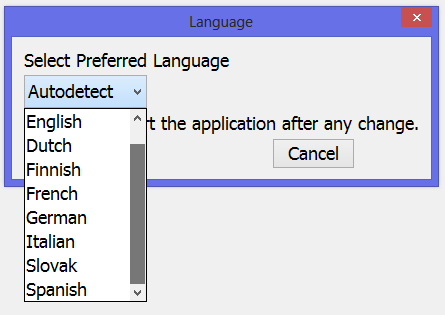 Language
Select Preferred Language
Autodetect
English
Dutch
Finnish
French
German
Italian
Slovak
Spanish
the application after any change.
Cancel